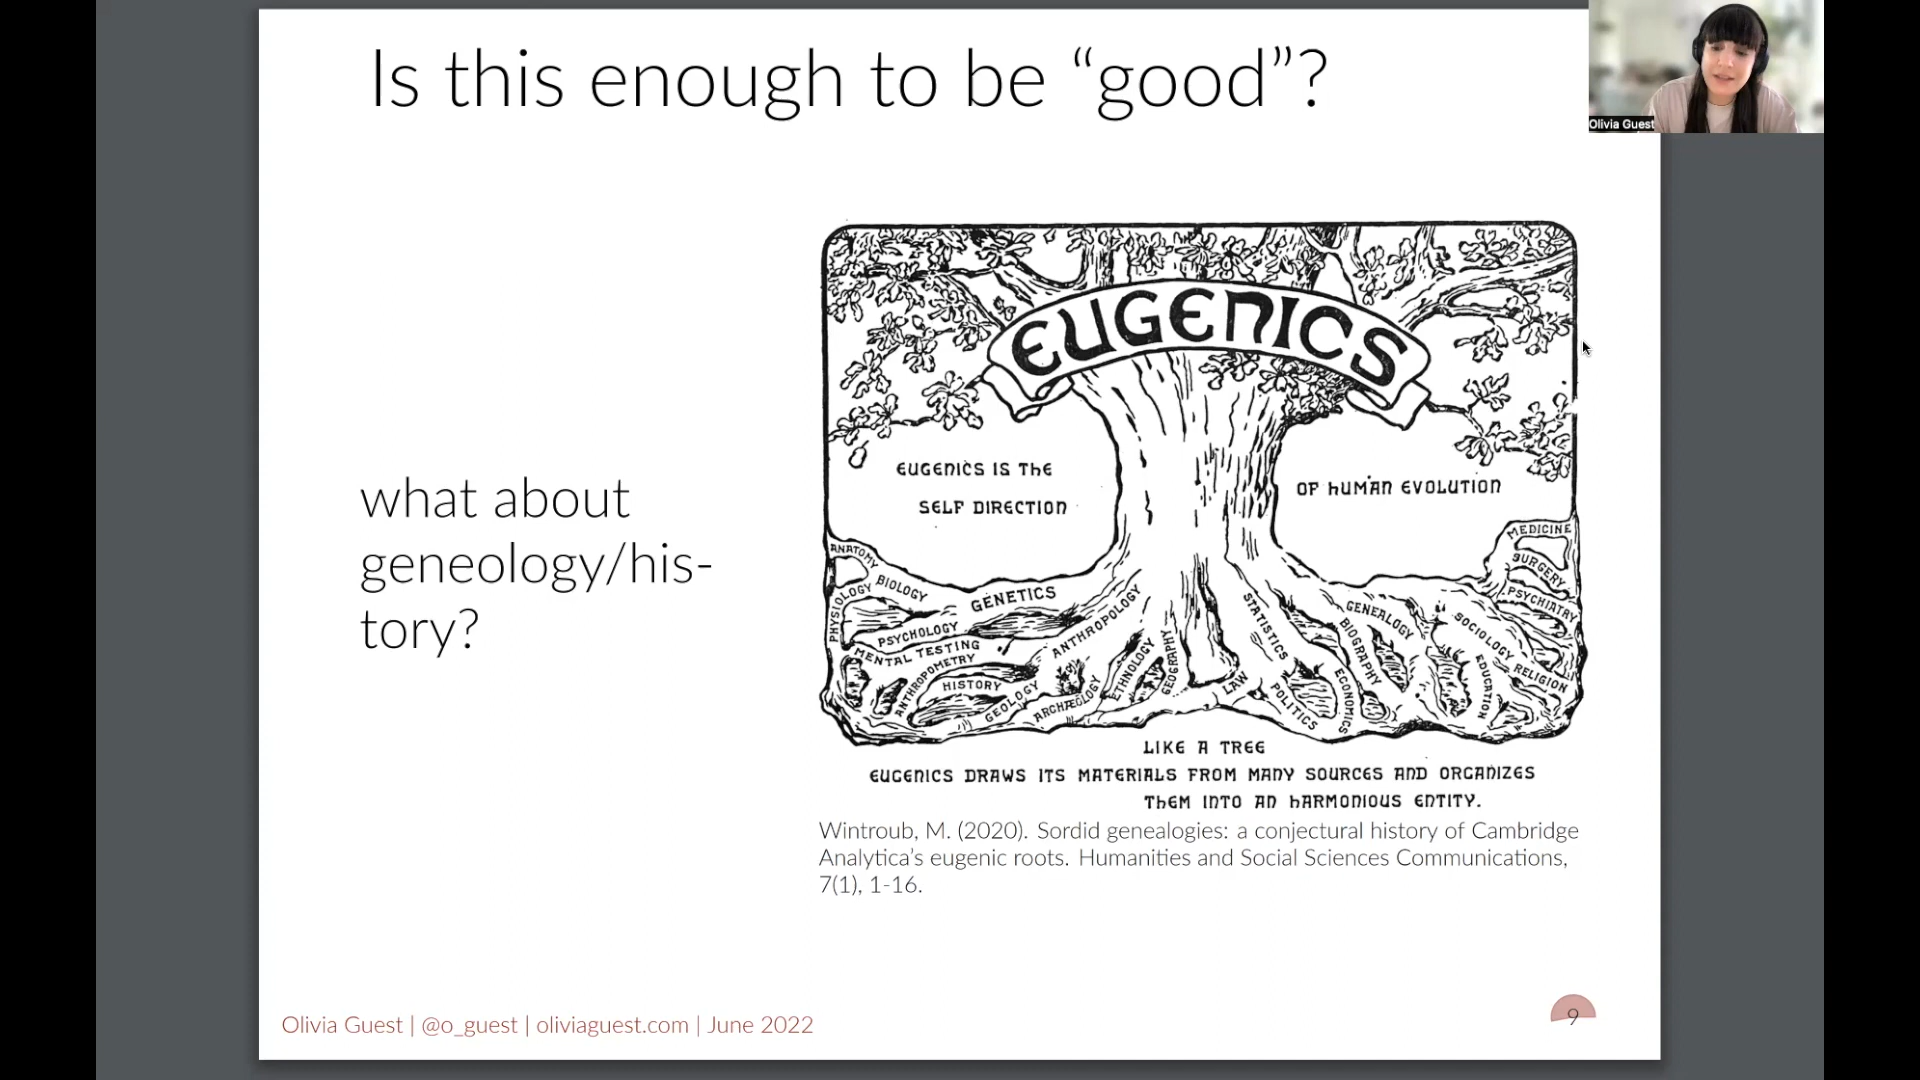 Is this enough to be “good”?
Olivia Guest
what about
geneology/his-
tory?
EUGENICS
EUGENICS IS THE
SELF DIRECTION
OF HUMAN EVOLUTION
ANATOMY
BIOLOGY
PHYSIOLOGY
GENETICS
PSYCHOLOGY
MENTAL TESTING
ANTHROPOMETRY
HISTORY
GEOLOGY
ANTHROPOLOGY
ARCHÆOLOGY
ETHNOLOGY
GEOGRAPHY
LAW
STATISTICS
POLITICS
ECONOMICS
BIOGRAPHY
GENEALOGY
EDUCATION
SOCIOLOGY
RELIGION
PSYCHIATRY
SURGERY
MEDICINE
LIKE A TREE
EUGENICS DRAWS ITS MATERIALS FROM MANY SOURCES AND ORGANIZES
THEM INTO AN HARMONIOUS ENTITY.
Wintroub, M. (2020). Sordid genealogies: a conjectural history of Cambridge
Analytica’s eugenic roots. Humanities and Social Sciences Communications,
7(1), 1-16.
Olivia Guest | @o_guest | oliviaguest.com | June 2022
9